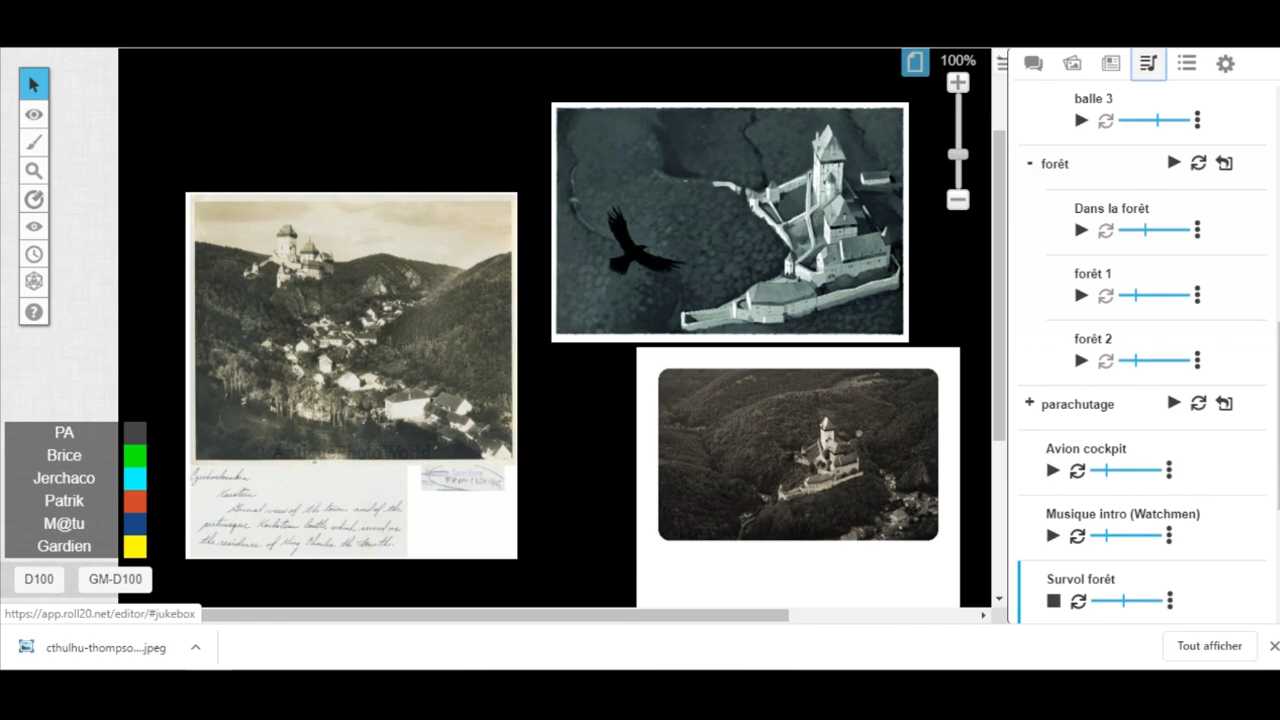 100%
balle 3
forêt
Dans la forêt
forêt 1
forêt 2
parachutage
Avion cockpit
Musique intro (Watchmen)
Survol forêt
PA
Brice
Jerchaco
Patrik
M@tu
Gardien
D100
GM-D100
Czechoslovakia
Karlstein
General view of the town and of the
picturesque Karlstein Castle which served as
the residence of King Charles the Fourth.
https://app.roll20.net/editor/#jukebox
cthulhu-thompso....jpeg
Tout afficher